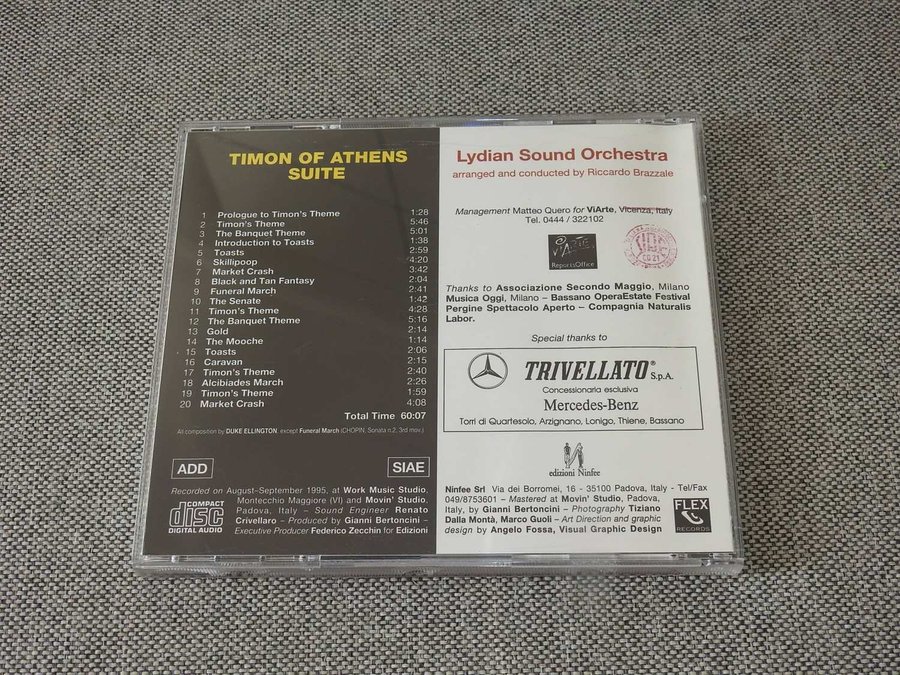 TIMON OF ATHENS
SUITE
1 Prologue to Timon's Theme 1:28
2 Timon's Theme 5:46
3 The Banquet Theme 5:01
4 Introduction to Toasts 1:38
5 Toasts 2:59
6 Skillipoop 4:20
7 Market Crash 3:42
8 Black and Tan Fantasy 2:04
9 Funeral March 2:41
10 The Senate 1:42
11 Timon's Theme 4:28
12 The Banquet Theme 5:16
13 Gold 2:14
14 The Mooche 1:14
15 Toasts 2:06
16 Caravan 2:15
17 Timon's Theme 2:40
18 Alcibiades March 2:26
19 Timon's Theme 1:59
20 Market Crash 4:08
Total Time 60:07
All composition by DUKE ELLINGTON, except Funeral March (CHOPIN, Sonata n.2, 3rd mov.)
ADD
SIAE
Recorded on August–September 1995, at Work Music Studio,
Montecchio Maggiore (VI) and Movin' Studio,
Padova, Italy – Sound Engineer Renato
Crivellaro – Produced by Gianni Bertoncini –
Executive Producer Federico Zecchin for Edizioni
COMPACT
disc
DIGITAL AUDIO
Lydian Sound Orchestra
arranged and conducted by Riccardo Brazzale
Management Matteo Quero for ViArte, Vicenza, Italy
Tel. 0444 / 322102
ViArte
ReportsOffice
Thanks to Associazione Secondo Maggio, Milano
Musica Oggi, Milano – Bassano OperaEstate Festival
Pergine Spettacolo Aperto – Compagnia Naturalis
Labor.
Special thanks to
TRIVELLATO® S.p.A.
Concessionaria esclusiva
Mercedes-Benz
Torri di Quartesolo, Arzignano, Lonigo, Thiene, Bassano
edizioni Ninfee
Ninfee Srl Via dei Borromei, 16 - 35100 Padova, Italy - Tel/Fax
049/8753601 – Mastered at Movin' Studio, Padova,
Italy, by Gianni Bertoncini – Photography Tiziano
Dalla Montà, Marco Guoli – Art Direction and graphic
design by Angelo Fossa, Visual Graphic Design
FLEX
RECORDS